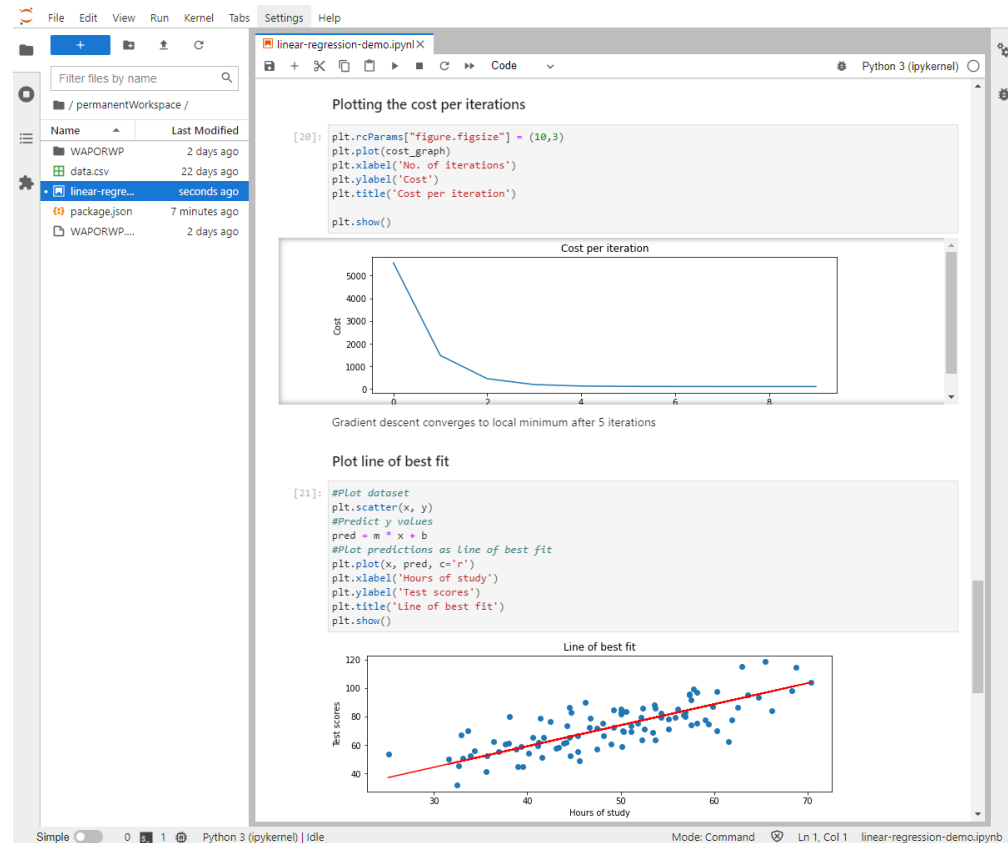 File Edit View Run Kernel Tabs Settings Help
linear-regression-demo.ipynl
Filter files by name
Code
Python 3 (ipykernel)
/ permanentWorkspace /
Name Last Modified
WAPORWP 2 days ago
data.csv 22 days ago
linear-regre... seconds ago
package.json 7 minutes ago
WAPORWP.... 2 days ago
Plotting the cost per iterations
[20]: plt.rcParams["figure.figsize"] = (10,3)
plt.plot(cost_graph)
plt.xlabel('No. of iterations')
plt.ylabel('Cost')
plt.title('Cost per iteration')
plt.show()
Cost per iteration
5000
4000
3000
2000
1000
0
Cost
0 2 4 6 8
Gradient descent converges to local minimum after 5 iterations
Plot line of best fit
[21]: #Plot dataset
plt.scatter(x, y)
#Predict y values
pred = m * x + b
#Plot predictions as line of best fit
plt.plot(x, pred, c='r')
plt.xlabel('Hours of study')
plt.ylabel('Test scores')
plt.title('Line of best fit')
plt.show()
Line of best fit
120
100
80
60
40
Test scores
30 40 50 60 70
Hours of study
Simple 0 1 Python 3 (ipykernel) | Idle Mode: Command Ln 1, Col 1 linear-regression-demo.ipynb